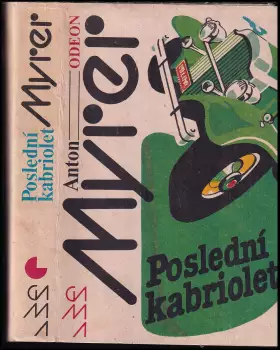 Poslední
kabriolet
Myrer
Anton
ODEON
Myrer
Poslední
kabriolet